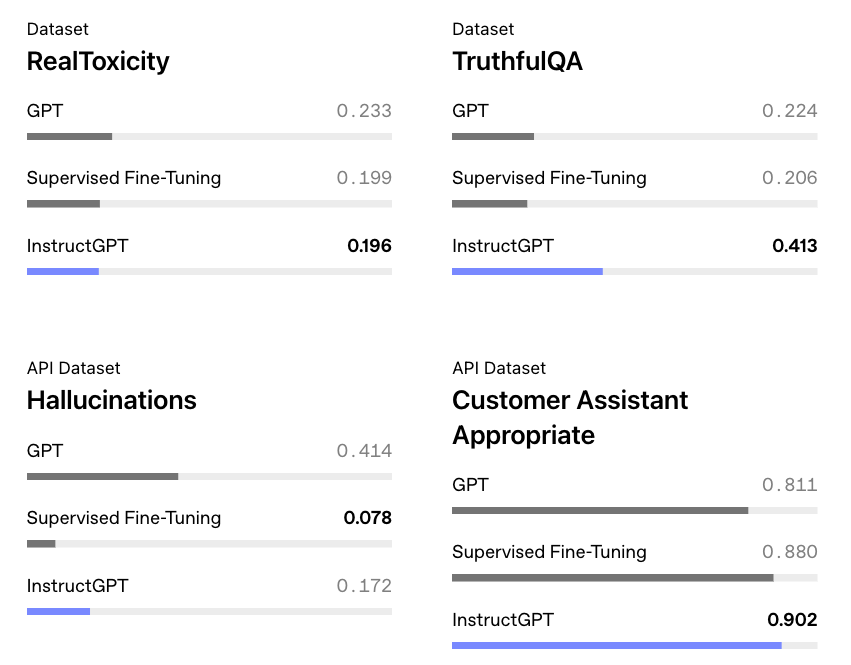 Dataset
RealToxicity
GPT 0.233
Supervised Fine-Tuning 0.199
InstructGPT 0.196
Dataset
TruthfulQA
GPT 0.224
Supervised Fine-Tuning 0.206
InstructGPT 0.413
API Dataset
Hallucinations
GPT 0.414
Supervised Fine-Tuning 0.078
InstructGPT 0.172
API Dataset
Customer Assistant
Appropriate
GPT 0.811
Supervised Fine-Tuning 0.880
InstructGPT 0.902